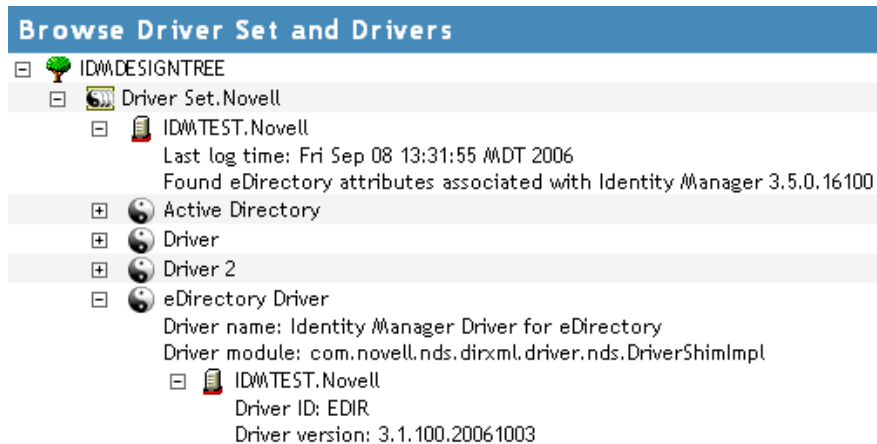 Browse Driver Set and Drivers
IDMDESIGNTREE
Driver Set.Novell
IDMTEST.Novell
Last log time: Fri Sep 08 13:31:55 MDT 2006
Found eDirectory attributes associated with Identity Manager 3.5.0.16100
Active Directory
Driver
Driver 2
eDirectory Driver
Driver name: Identity Manager Driver for eDirectory
Driver module: com.novell.nds.dirxml.driver.nds.DriverShimImpl
IDMTEST.Novell
Driver ID: EDIR
Driver version: 3.1.100.20061003